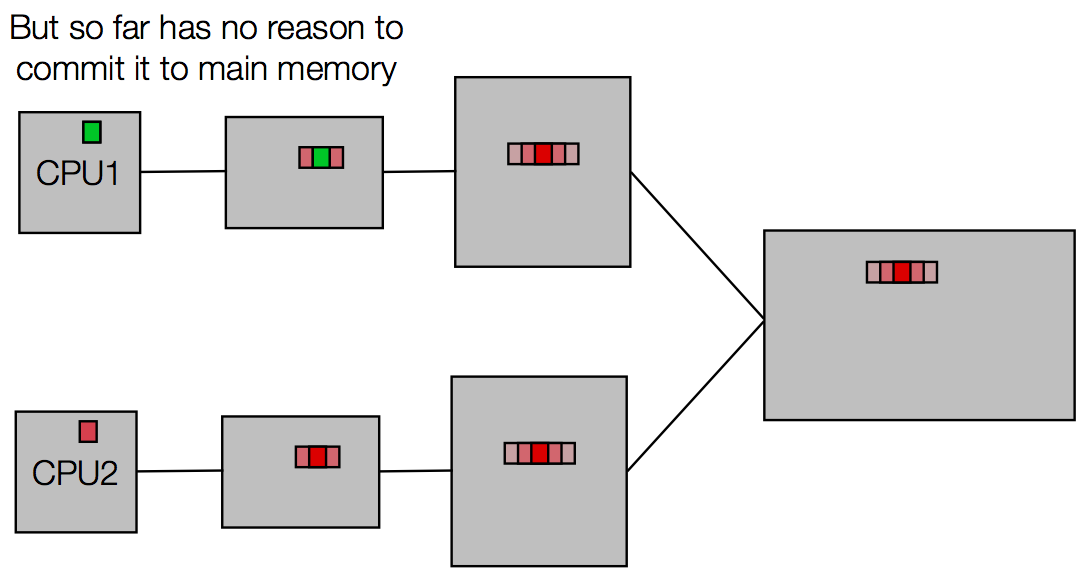 But so far has no reason to
commit it to main memory
CPU1
CPU2